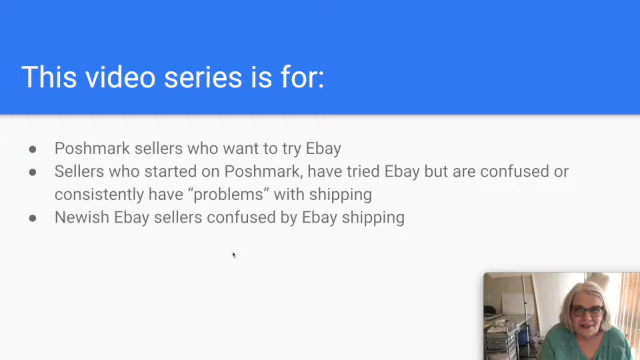 This video series is for:
● Poshmark sellers who want to try Ebay
● Sellers who started on Poshmark, have tried Ebay but are confused or
consistently have “problems” with shipping
● Newish Ebay sellers confused by Ebay shipping